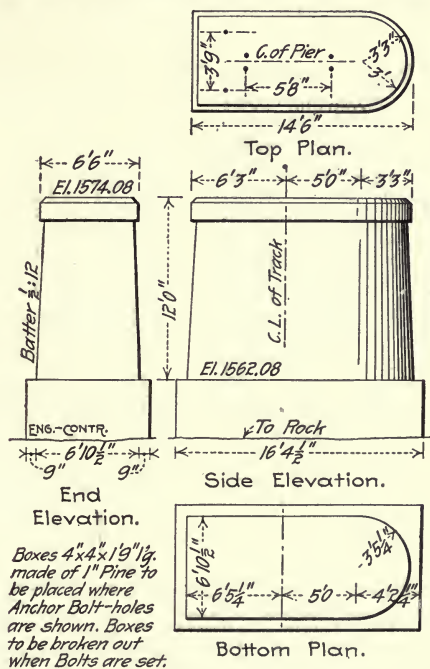 3'9"
C. of Pier
3'3"
3'
5'8"
14'6"
Top Plan.
6'6"
El. 1574.08
6'3"
5'0"
3'3"
Batter ½:12
12'0"
C.L. of Track
El. 1562.08
ENG.-CONTR.
To Rock
6'10½"
9"
9"
16'4½"
End
Elevation.
Side Elevation.
Boxes 4"x4"x1'9"l'g.
made of 1" Pine to
be placed where
Anchor Bolt-holes
are shown. Boxes
to be broken out
when Bolts are set.
6'10½"
3'5¼"
6'5¼"
5'0
4'2¼"
Bottom Plan.